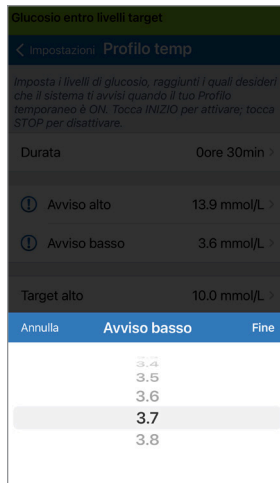 Glucosio entro livelli target
Impostazioni Profilo temp
Imposta i livelli di glucosio, raggiunti i quali desideri
che il sistema ti avvisi quando il tuo Profilo
temporaneo è ON. Tocca INIZIO per attivare; tocca
STOP per disattivare.
Durata 0ore 30min
Avviso alto 13.9 mmol/L
Avviso basso 3.6 mmol/L
Target alto 10.0 mmol/L
Annulla Avviso basso Fine
3.4
3.5
3.6
3.7
3.8